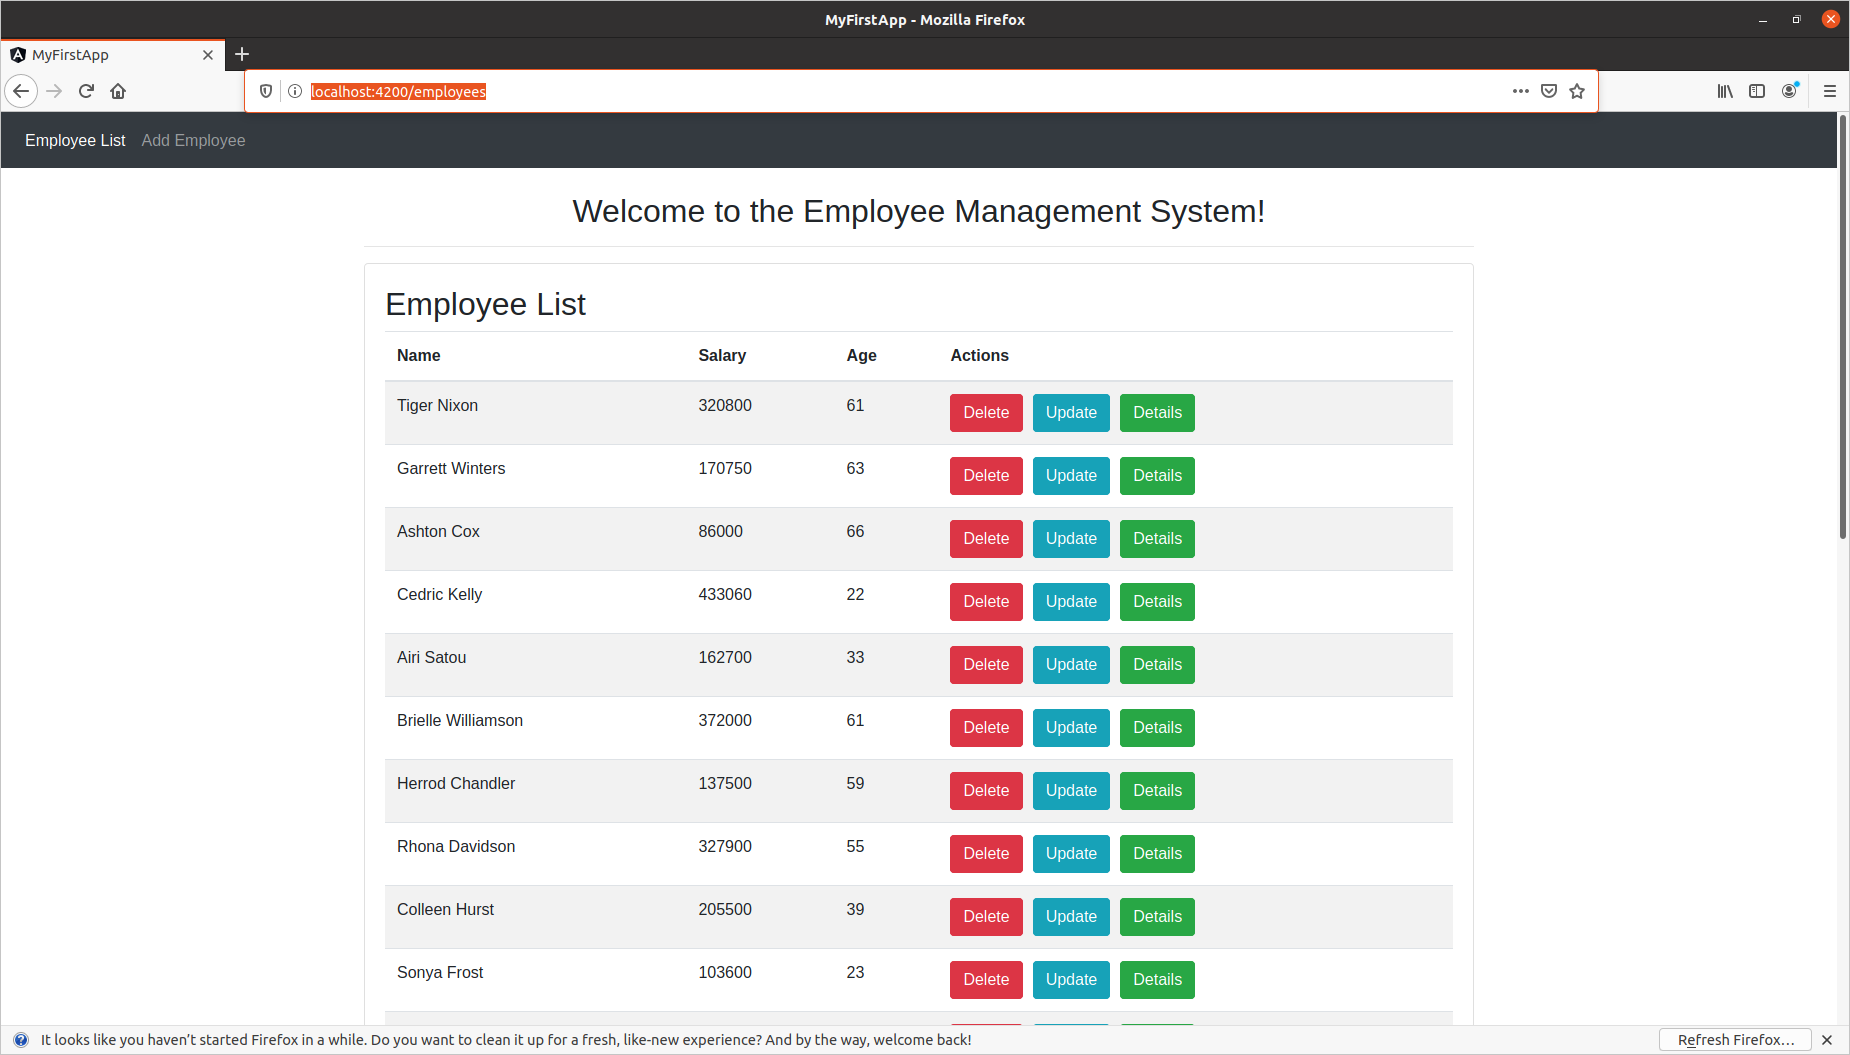 MyFirstApp - Mozilla Firefox
MyFirstApp
localhost:4200/employees
Employee List Add Employee
Welcome to the Employee Management System!
Employee List
Name Salary Age Actions
Tiger Nixon 320800 61 Delete Update Details
Garrett Winters 170750 63 Delete Update Details
Ashton Cox 86000 66 Delete Update Details
Cedric Kelly 433060 22 Delete Update Details
Airi Satou 162700 33 Delete Update Details
Brielle Williamson 372000 61 Delete Update Details
Herrod Chandler 137500 59 Delete Update Details
Rhona Davidson 327900 55 Delete Update Details
Colleen Hurst 205500 39 Delete Update Details
Sonya Frost 103600 23 Delete Update Details
It looks like you haven’t started Firefox in a while. Do you want to clean it up for a fresh, like-new experience? And by the way, welcome back! Refresh Firefox…